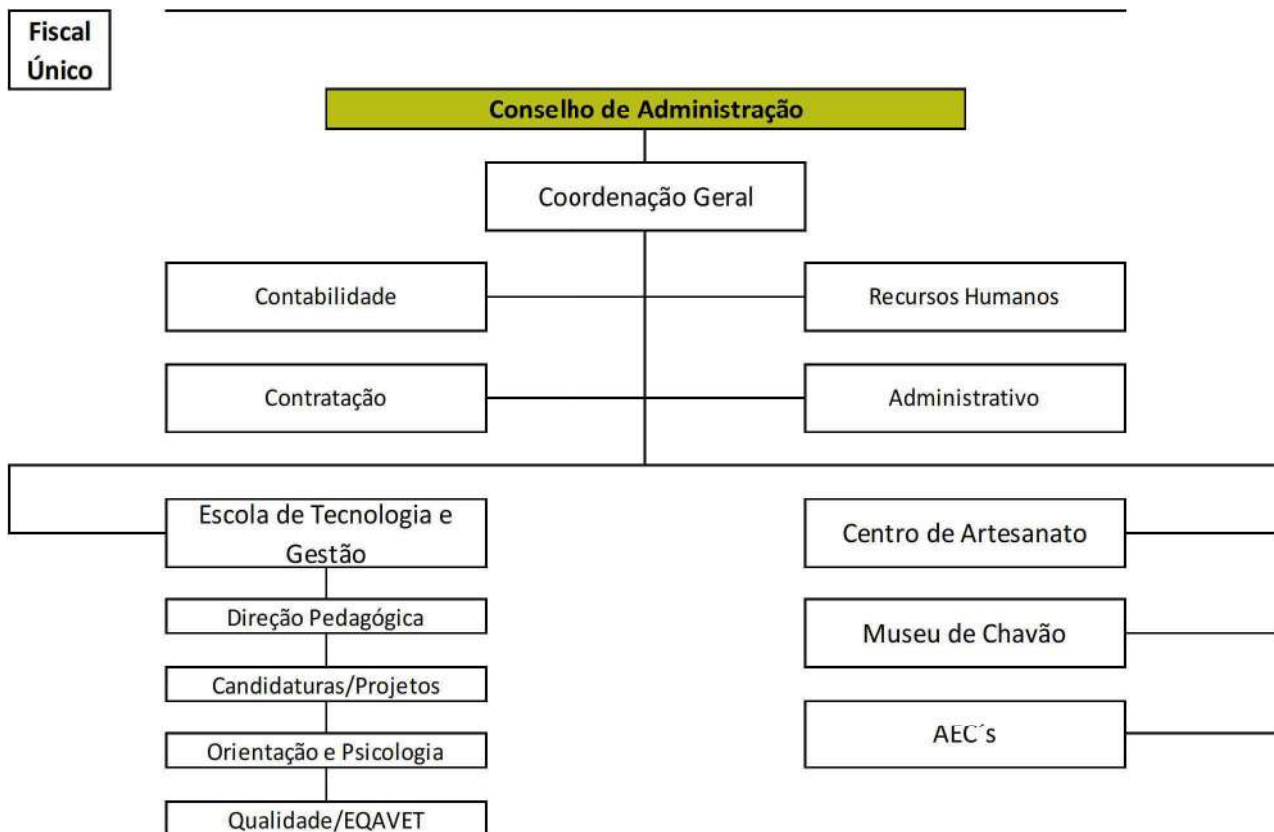 Fiscal
Único
Conselho de Administração
Coordenação Geral
Contabilidade
Recursos Humanos
Contratação
Administrativo
Escola de Tecnologia e
Gestão
Centro de Artesanato
Direção Pedagógica
Museu de Chavão
Candidaturas/Projetos
AEC´s
Orientação e Psicologia
Qualidade/EQAVET